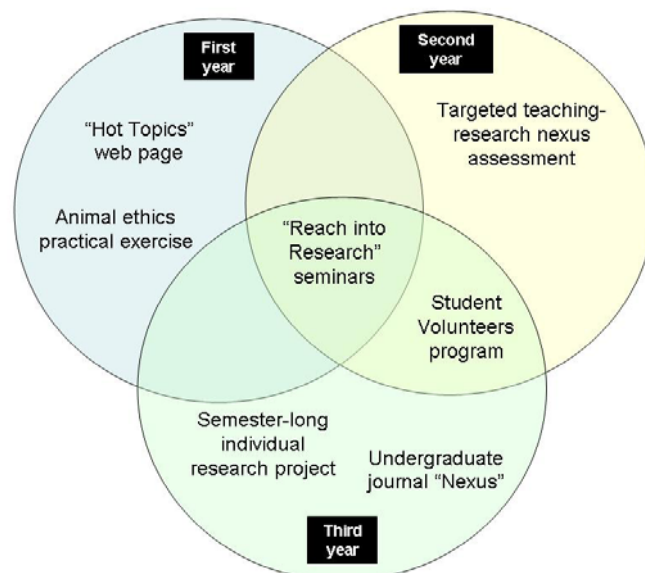 First
year
Second
year
"Hot Topics"
web page
Targeted teaching-
research nexus
assessment
Animal ethics
practical exercise
"Reach into
Research"
seminars
Student
Volunteers
program
Semester-long
individual
research project
Undergraduate
journal "Nexus"
Third
year